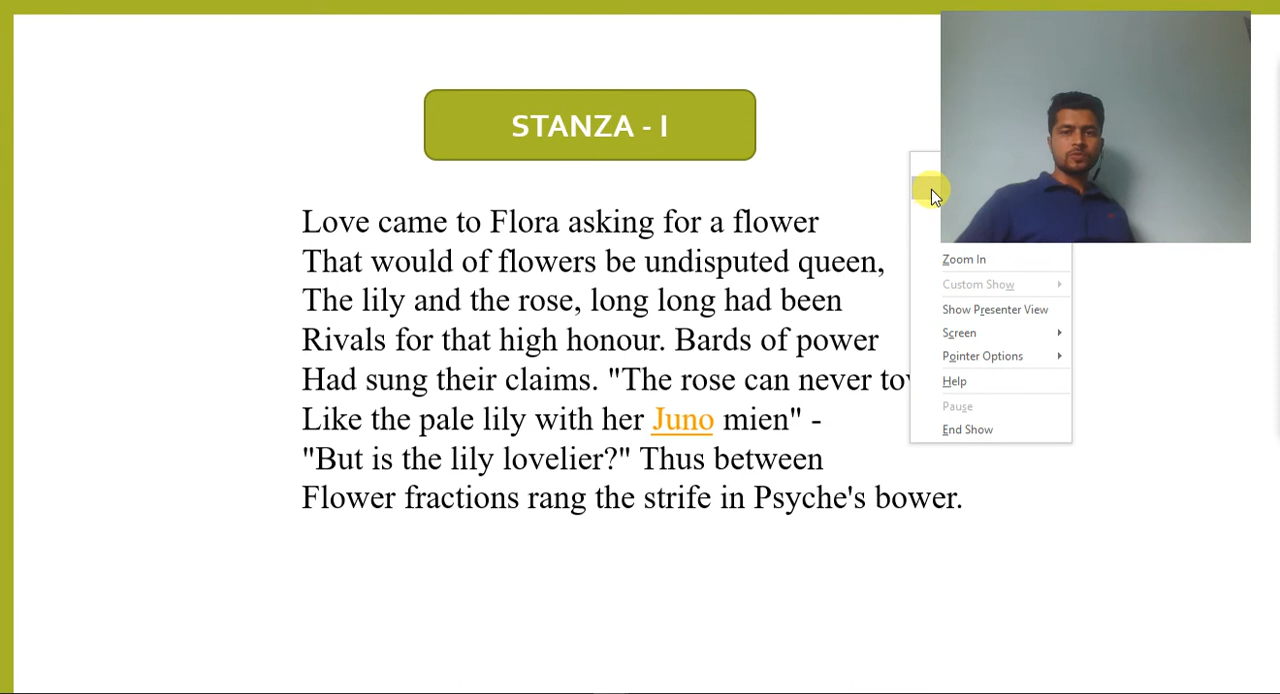 STANZA - I
Love came to Flora asking for a flower
That would of flowers be undisputed queen,
The lily and the rose, long long had been
Rivals for that high honour. Bards of power
Had sung their claims. "The rose can never
Like the pale lily with her Juno mien" -
"But is the lily lovelier?" Thus between
Flower fractions rang the strife in Psyche's bower.
Zoom In
Custom Show
Show Presenter View
Screen
Pointer Options
Help
Pause
End Show